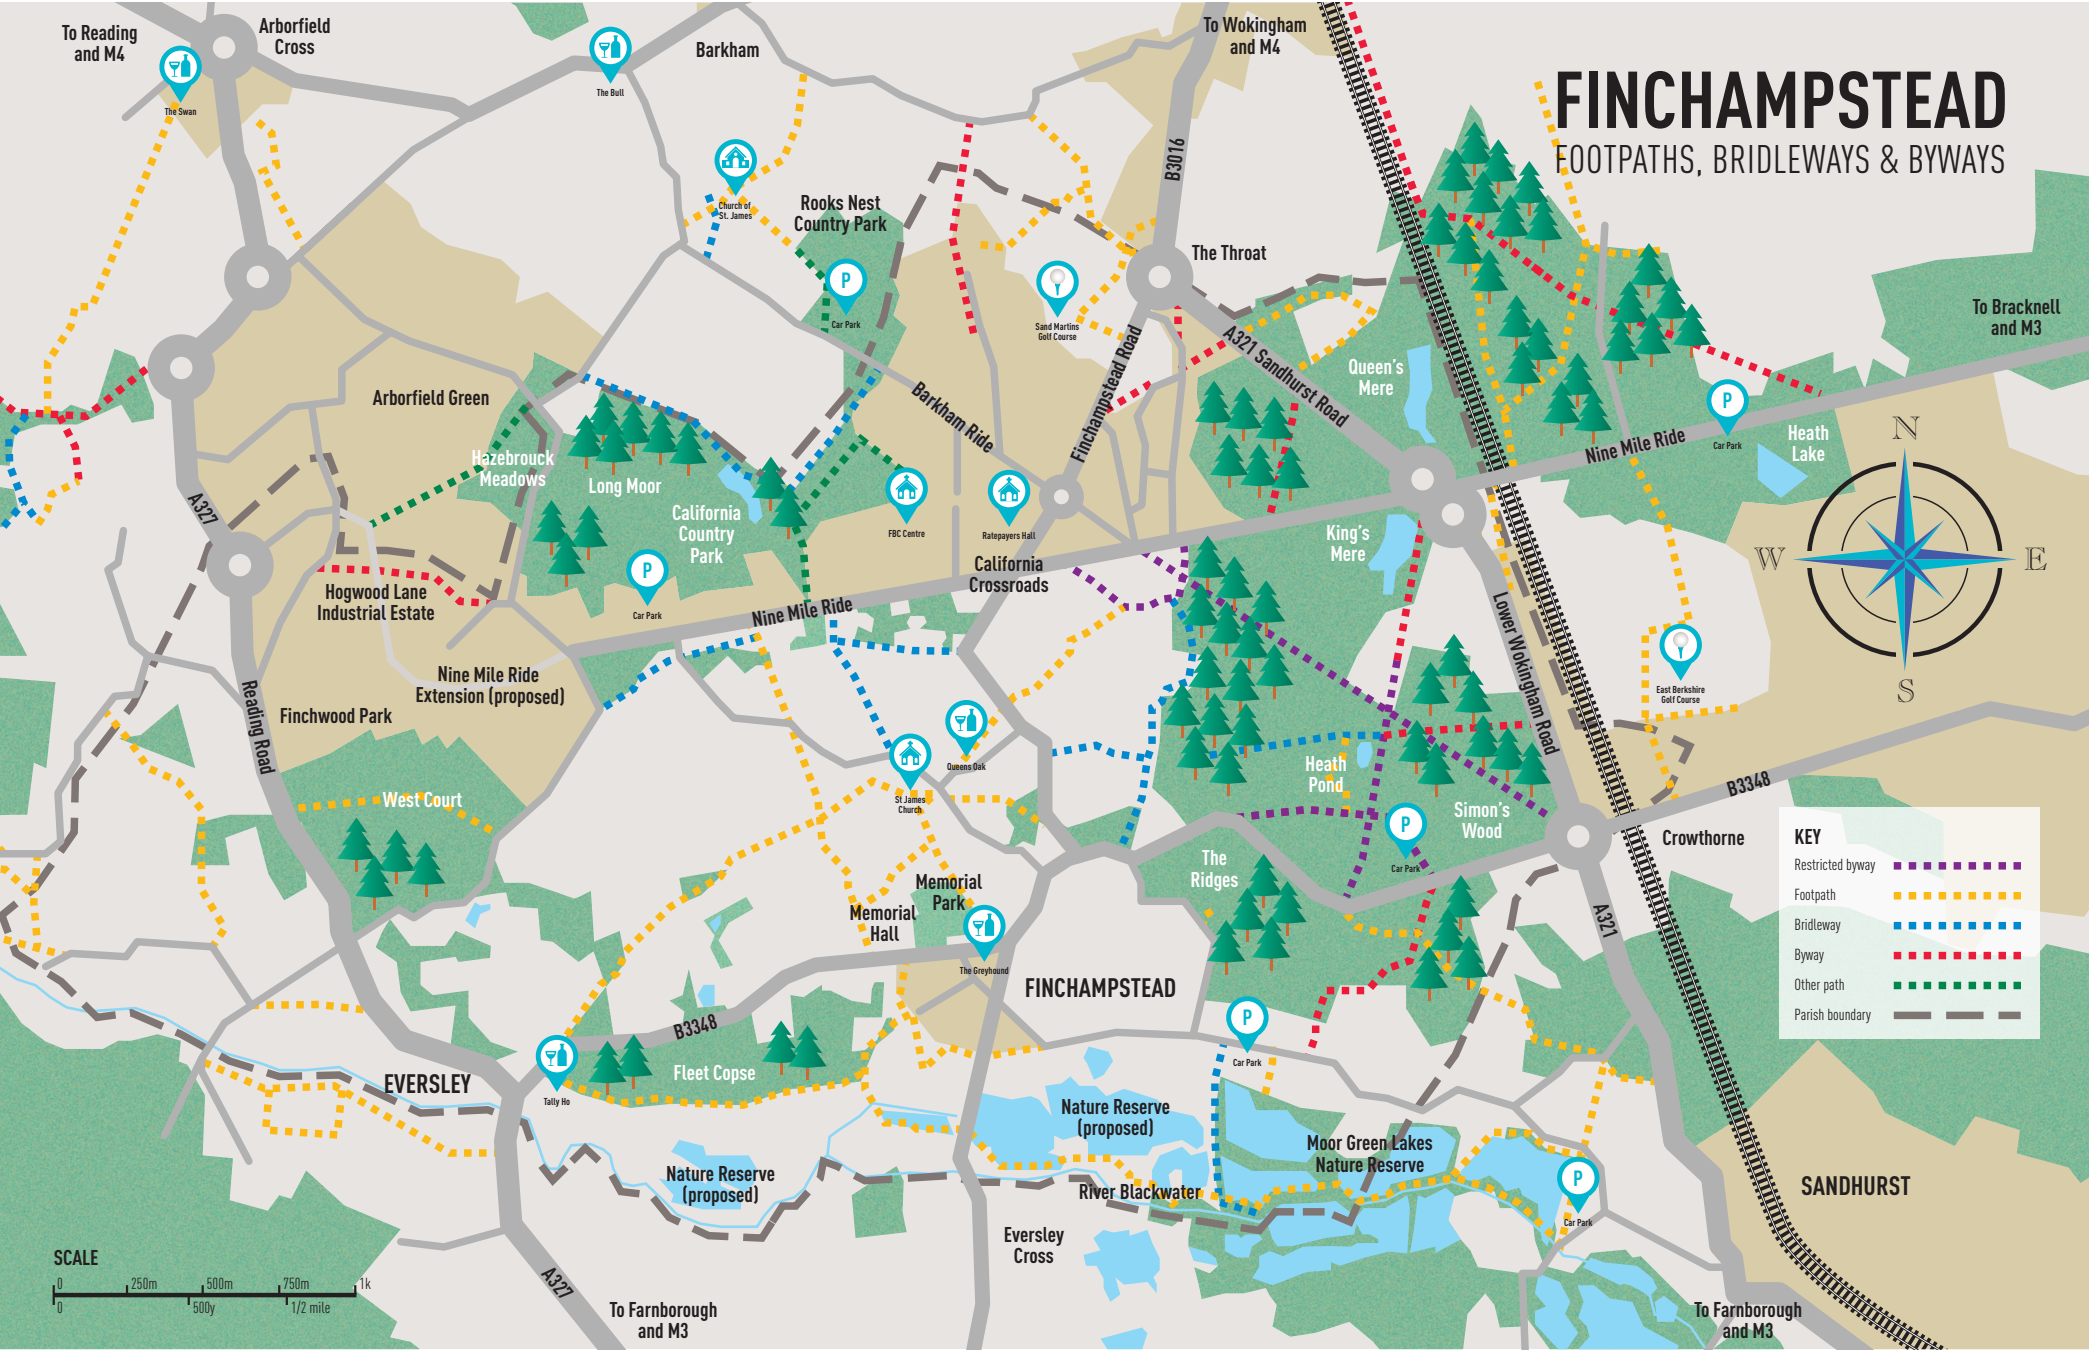 FINCHAMPSTEAD
FOOTPATHS, BRIDLEWAYS & BYWAYS
To Reading
and M4
Arborfield
Cross
The Swan
The Bull
Barkham
To Wokingham
and M4
B3016
Church of
St. James
Rooks Nest
Country Park
P
Car Park
Sand Martins
Golf Course
The Throat
To Bracknell
and M3
A321 Sandhurst Road
Finchampstead Road
Queen's
Mere
Barkham Ride
Arborfield Green
Hazebrouck
Meadows
Long Moor
California
Country
Park
P
Car Park
FBC Centre
Ratepayers Hall
California
Crossroads
King's
Mere
Nine Mile Ride
P
Car Park
Heath
Lake
N
W
E
S
A327
Hogwood Lane
Industrial Estate
Nine Mile Ride
Nine Mile Ride
Extension (proposed)
Finchwood Park
Reading Road
Lower Wokingham Road
East Berkshire
Golf Course
Queens Oak
St James
Church
West Court
Heath
Pond
Simon's
Wood
P
Car Park
B3348
Crowthorne
The
Ridges
Memorial
Park
Memorial
Hall
The Greyhound
FINCHAMPSTEAD
A321
KEY
Restricted byway
Footpath
Bridleway
Byway
Other path
Parish boundary
B3348
Fleet Copse
Tally Ho
EVERSLEY
P
Car Park
Nature Reserve
(proposed)
Moor Green Lakes
Nature Reserve
Nature Reserve
(proposed)
River Blackwater
P
Car Park
SANDHURST
Eversley
Cross
SCALE
0
250m
500m
750m
1k
0
500y
1/2 mile
A327
To Farnborough
and M3
To Farnborough
and M3